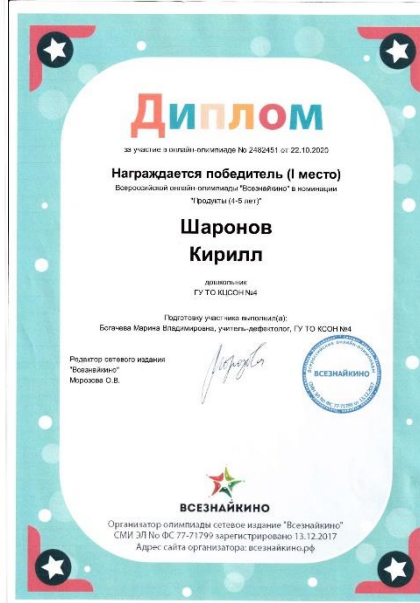 Диплом
за участие в онлайн-олимпиаде No 2482451 от 22.10.2020
Награждается победитель (I место)
Всероссийской онлайн-олимпиады "Всезнайкино" в номинации
"Продукты (4-5 лет)"
Шаронов
Кирилл
дошкольник
ГУ ТО КЦСОН №4
Подготовку участника выполнил(а):
Богачева Марина Владимировна, учитель-дефектолог, ГУ ТО КСОН №4
Редактор сетевого издания
"Всезнайкино"
Морозова О.В.
ВСЕЗНАЙКИНО
ВСЕЗНАЙКИНО
Организатор олимпиады сетевое издание "Всезнайкино"
СМИ ЭЛ No ФС 77-71799 зарегистрировано 13.12.2017
Адрес сайта организатора: всезнайкино.рф